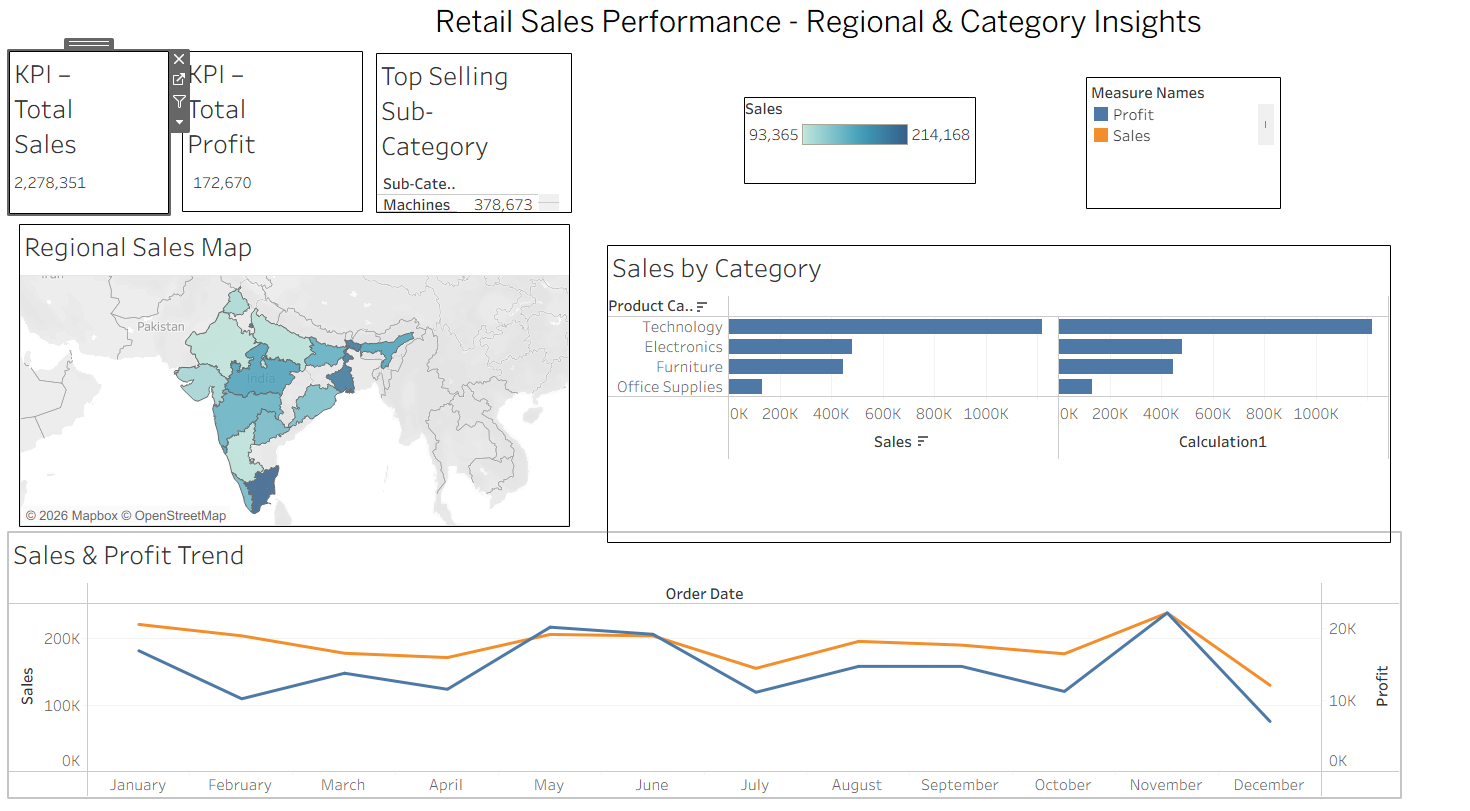 Retail Sales Performance - Regional & Category Insights
KPI –
Total
Sales
2,278,351
KPI –
Total
Profit
172,670
Top Selling
Sub-
Category
Sub-Cate..
Machines 378,673
Sales
93,365 214,168
Measure Names
Profit
Sales
Regional Sales Map
Iran
Pakistan
India
© 2026 Mapbox © OpenStreetMap
Sales by Category
Product Ca..
Technology
Electronics
Furniture
Office Supplies
0K 200K 400K 600K 800K 1000K 0K 200K 400K 600K 800K 1000K
Sales Calculation1
Sales & Profit Trend
Order Date
Sales
200K
100K
0K
20K
10K
0K
Profit
January February March April May June July August September October November December